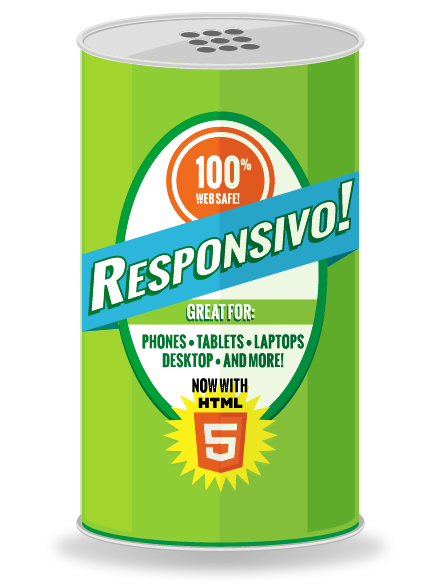 100%
WEB SAFE!
RESPONSIVO!
GREAT FOR:
PHONES • TABLETS • LAPTOPS
DESKTOP • AND MORE!
NOW WITH
HTML
5